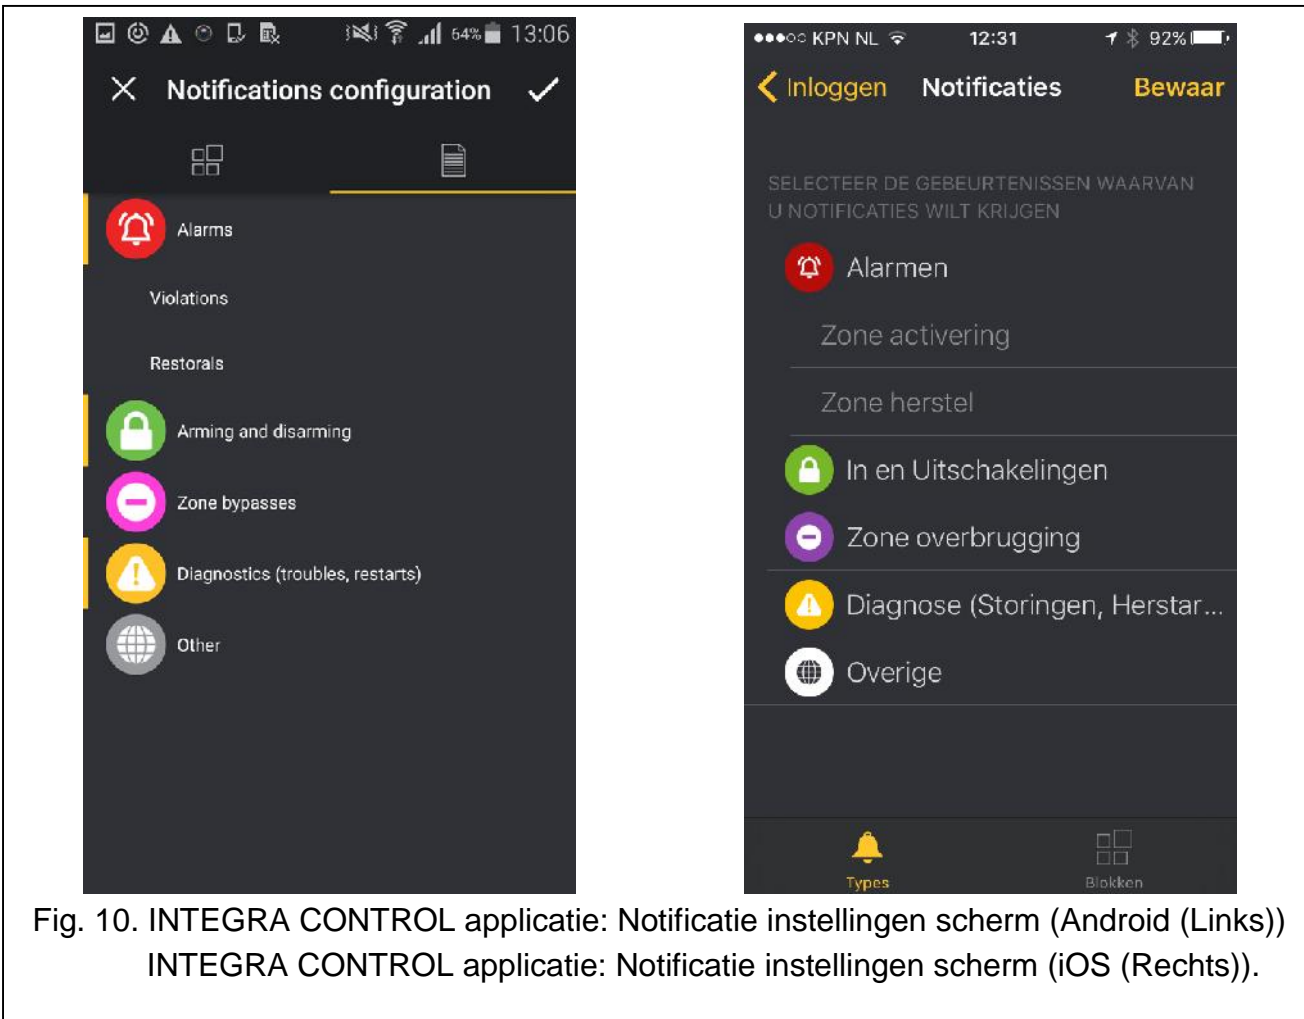 64% 13:06
Notifications configuration
Alarms
Violations
Restorals
Arming and disarming
Zone bypasses
Diagnostics (troubles, restarts)
Other
KPN NL 12:31 92%
Inloggen Notificaties Bewaar
SELECTEER DE GEBEURTENISSEN WAARVAN
U NOTIFICATIES WILT KRIJGEN
Alarmen
Zone activering
Zone herstel
In en Uitschakelingen
Zone overbrugging
Diagnose (Storingen, Herstar...
Overige
Types Blokken
Fig. 10. INTEGRA CONTROL applicatie: Notificatie instellingen scherm (Android (Links))
INTEGRA CONTROL applicatie: Notificatie instellingen scherm (iOS (Rechts)).